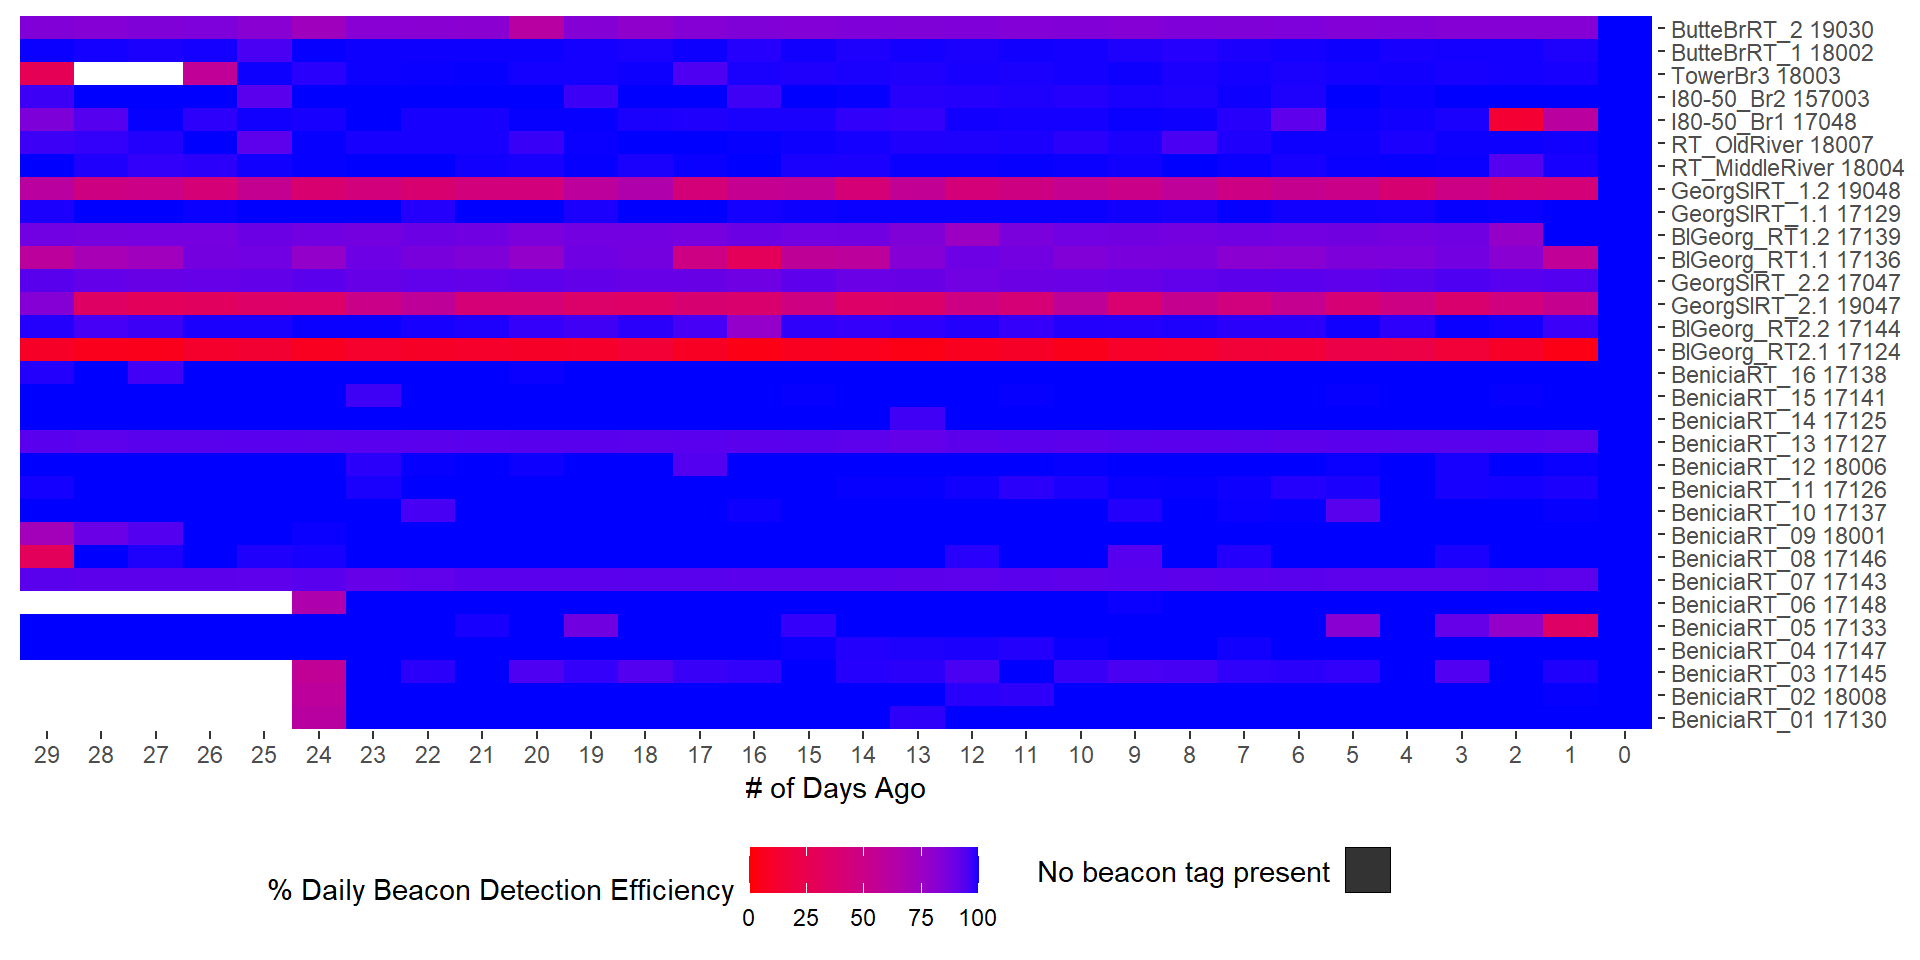 ButteBrRT_2 19030
ButteBrRT_1 18002
TowerBr3 18003
I80-50_Br2 157003
I80-50_Br1 17048
RT_OldRiver 18007
RT_MiddleRiver 18004
GeorgSlRT_1.2 19048
GeorgSlRT_1.1 17129
BlGeorg_RT1.2 17139
BlGeorg_RT1.1 17136
GeorgSlRT_2.2 17047
GeorgSlRT_2.1 19047
BlGeorg_RT2.2 17144
BlGeorg_RT2.1 17124
BeniciaRT_16 17138
BeniciaRT_15 17141
BeniciaRT_14 17125
BeniciaRT_13 17127
BeniciaRT_12 18006
BeniciaRT_11 17126
BeniciaRT_10 17137
BeniciaRT_09 18001
BeniciaRT_08 17146
BeniciaRT_07 17143
BeniciaRT_06 17148
BeniciaRT_05 17133
BeniciaRT_04 17147
BeniciaRT_03 17145
BeniciaRT_02 18008
BeniciaRT_01 17130
29 28 27 26 25 24 23 22 21 20 19 18 17 16 15 14 13 12 11 10 9 8 7 6 5 4 3 2 1 0
# of Days Ago
% Daily Beacon Detection Efficiency
0 25 50 75 100
No beacon tag present